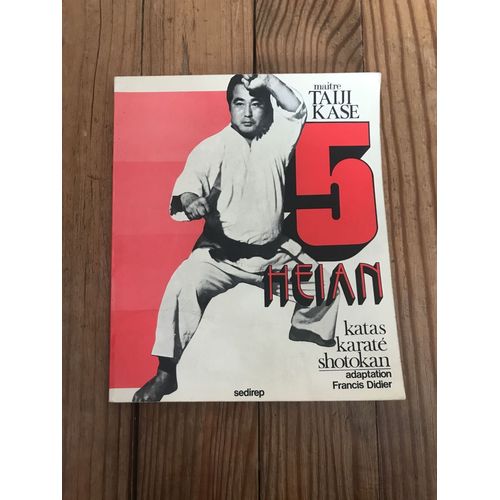 maître
TAIJI
KASE
5
HEIAN
katas
karaté
shotokan
adaptation
Francis Didier
sedirep